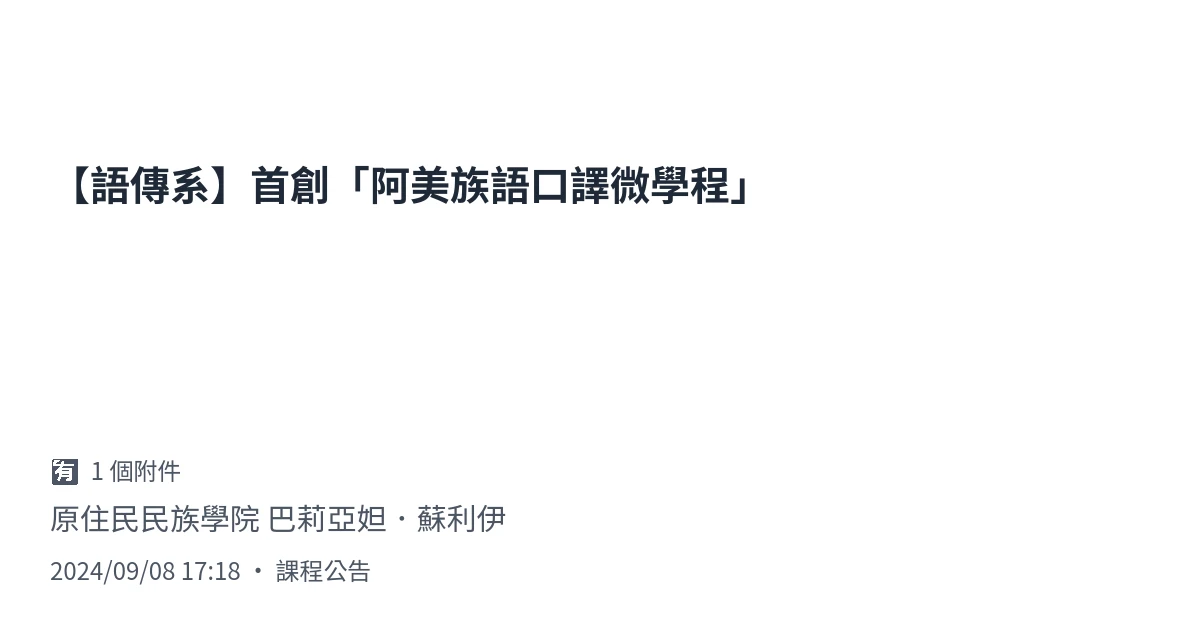 【語傳系】首創「阿美族語口譯微學程」
🈶 1 個附件
原住民民族學院 巴莉亞妲．蘇利伊
2024/09/08 17:18 • 課程公告